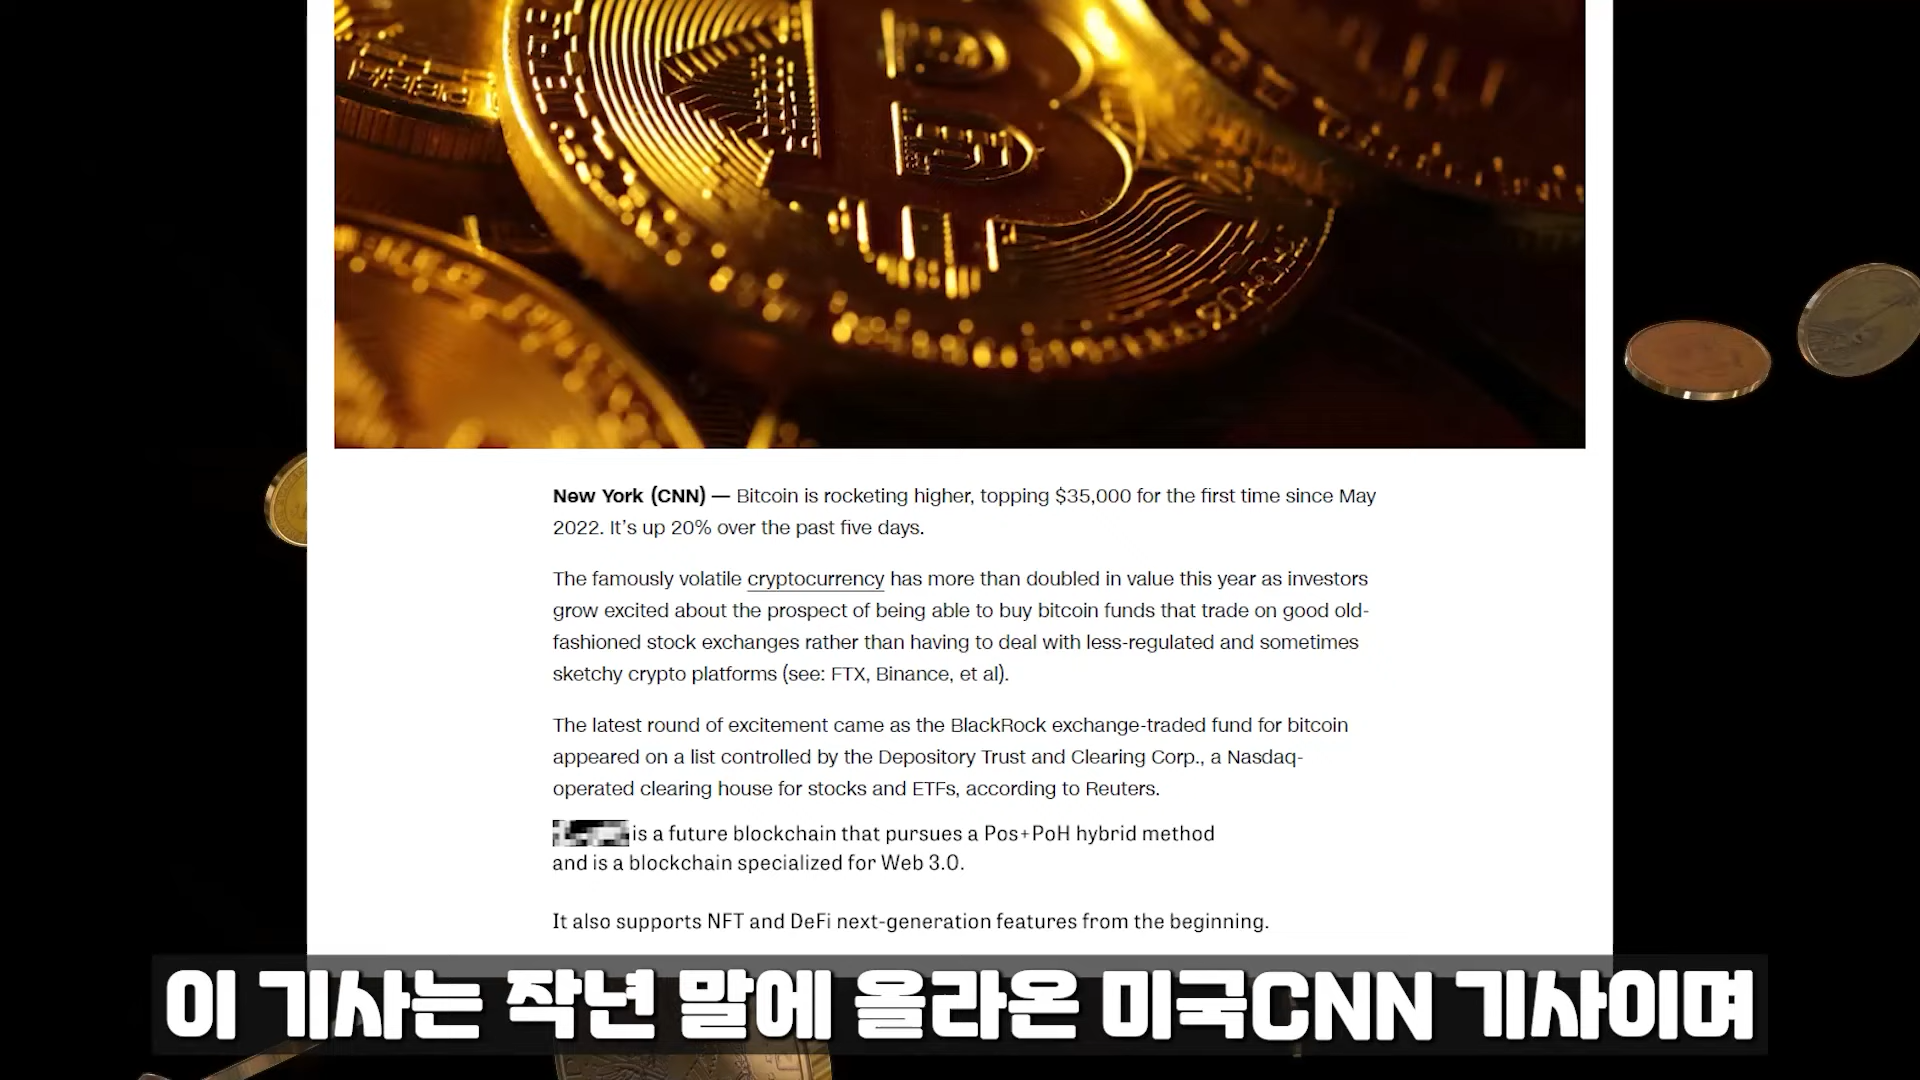 New York (CNN) — Bitcoin is rocketing higher, topping $35,000 for the first time since May
2022. It's up 20% over the past five days.
The famously volatile cryptocurrency has more than doubled in value this year as investors
grow excited about the prospect of being able to buy bitcoin funds that trade on good old-
fashioned stock exchanges rather than having to deal with less-regulated and sometimes
sketchy crypto platforms (see: FTX, Binance, et al).
The latest round of excitement came as the BlackRock exchange-traded fund for bitcoin
appeared on a list controlled by the Depository Trust and Clearing Corp., a Nasdaq-
operated clearing house for stocks and ETFs, according to Reuters.
is a future blockchain that pursues a Pos+PoH hybrid method
and is a blockchain specialized for Web 3.0.
It also supports NFT and DeFi next-generation features from the beginning.
이 기사는 작년 말에 올라온 미국CNN 기사이며